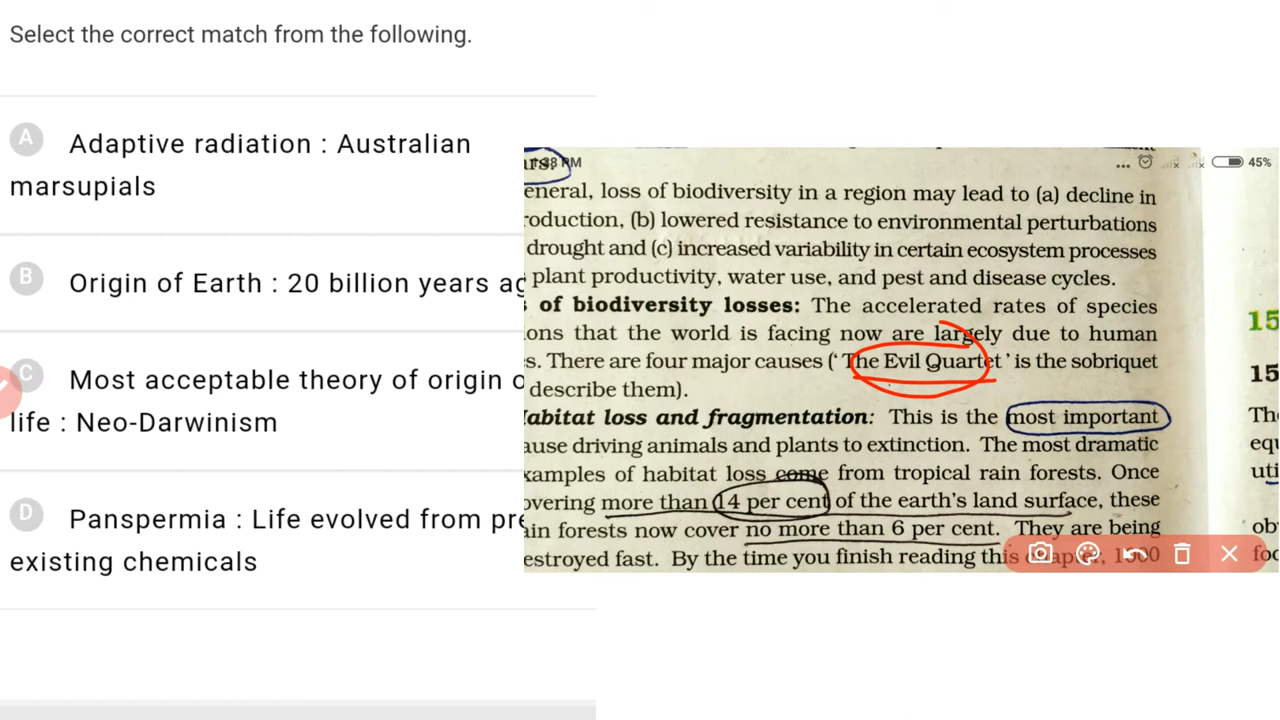 Select the correct match from the following.
A Adaptive radiation : Australian
marsupials
B Origin of Earth : 20 billion years ag
C Most acceptable theory of origin o
life : Neo-Darwinism
D Panspermia : Life evolved from pre
existing chemicals
PM
45%
eneral, loss of biodiversity in a region may lead to (a) decline in
roduction, (b) lowered resistance to environmental perturbations
drought and (c) increased variability in certain ecosystem processes
plant productivity, water use, and pest and disease cycles.
s of biodiversity losses: The accelerated rates of species
ons that the world is facing now are largely due to human
s. There are four major causes (‘ The Evil Quartet ’ is the sobriquet
describe them).
abitat loss and fragmentation: This is the most important
ause driving animals and plants to extinction. The most dramatic
xamples of habitat loss come from tropical rain forests. Once
overing more than 14 per cent of the earth's land surface, these
ain forests now cover no more than 6 per cent. They are being
estroyed fast. By the time you finish reading this chapter, 1000
15
15
Th
equ
uti
ob
foo